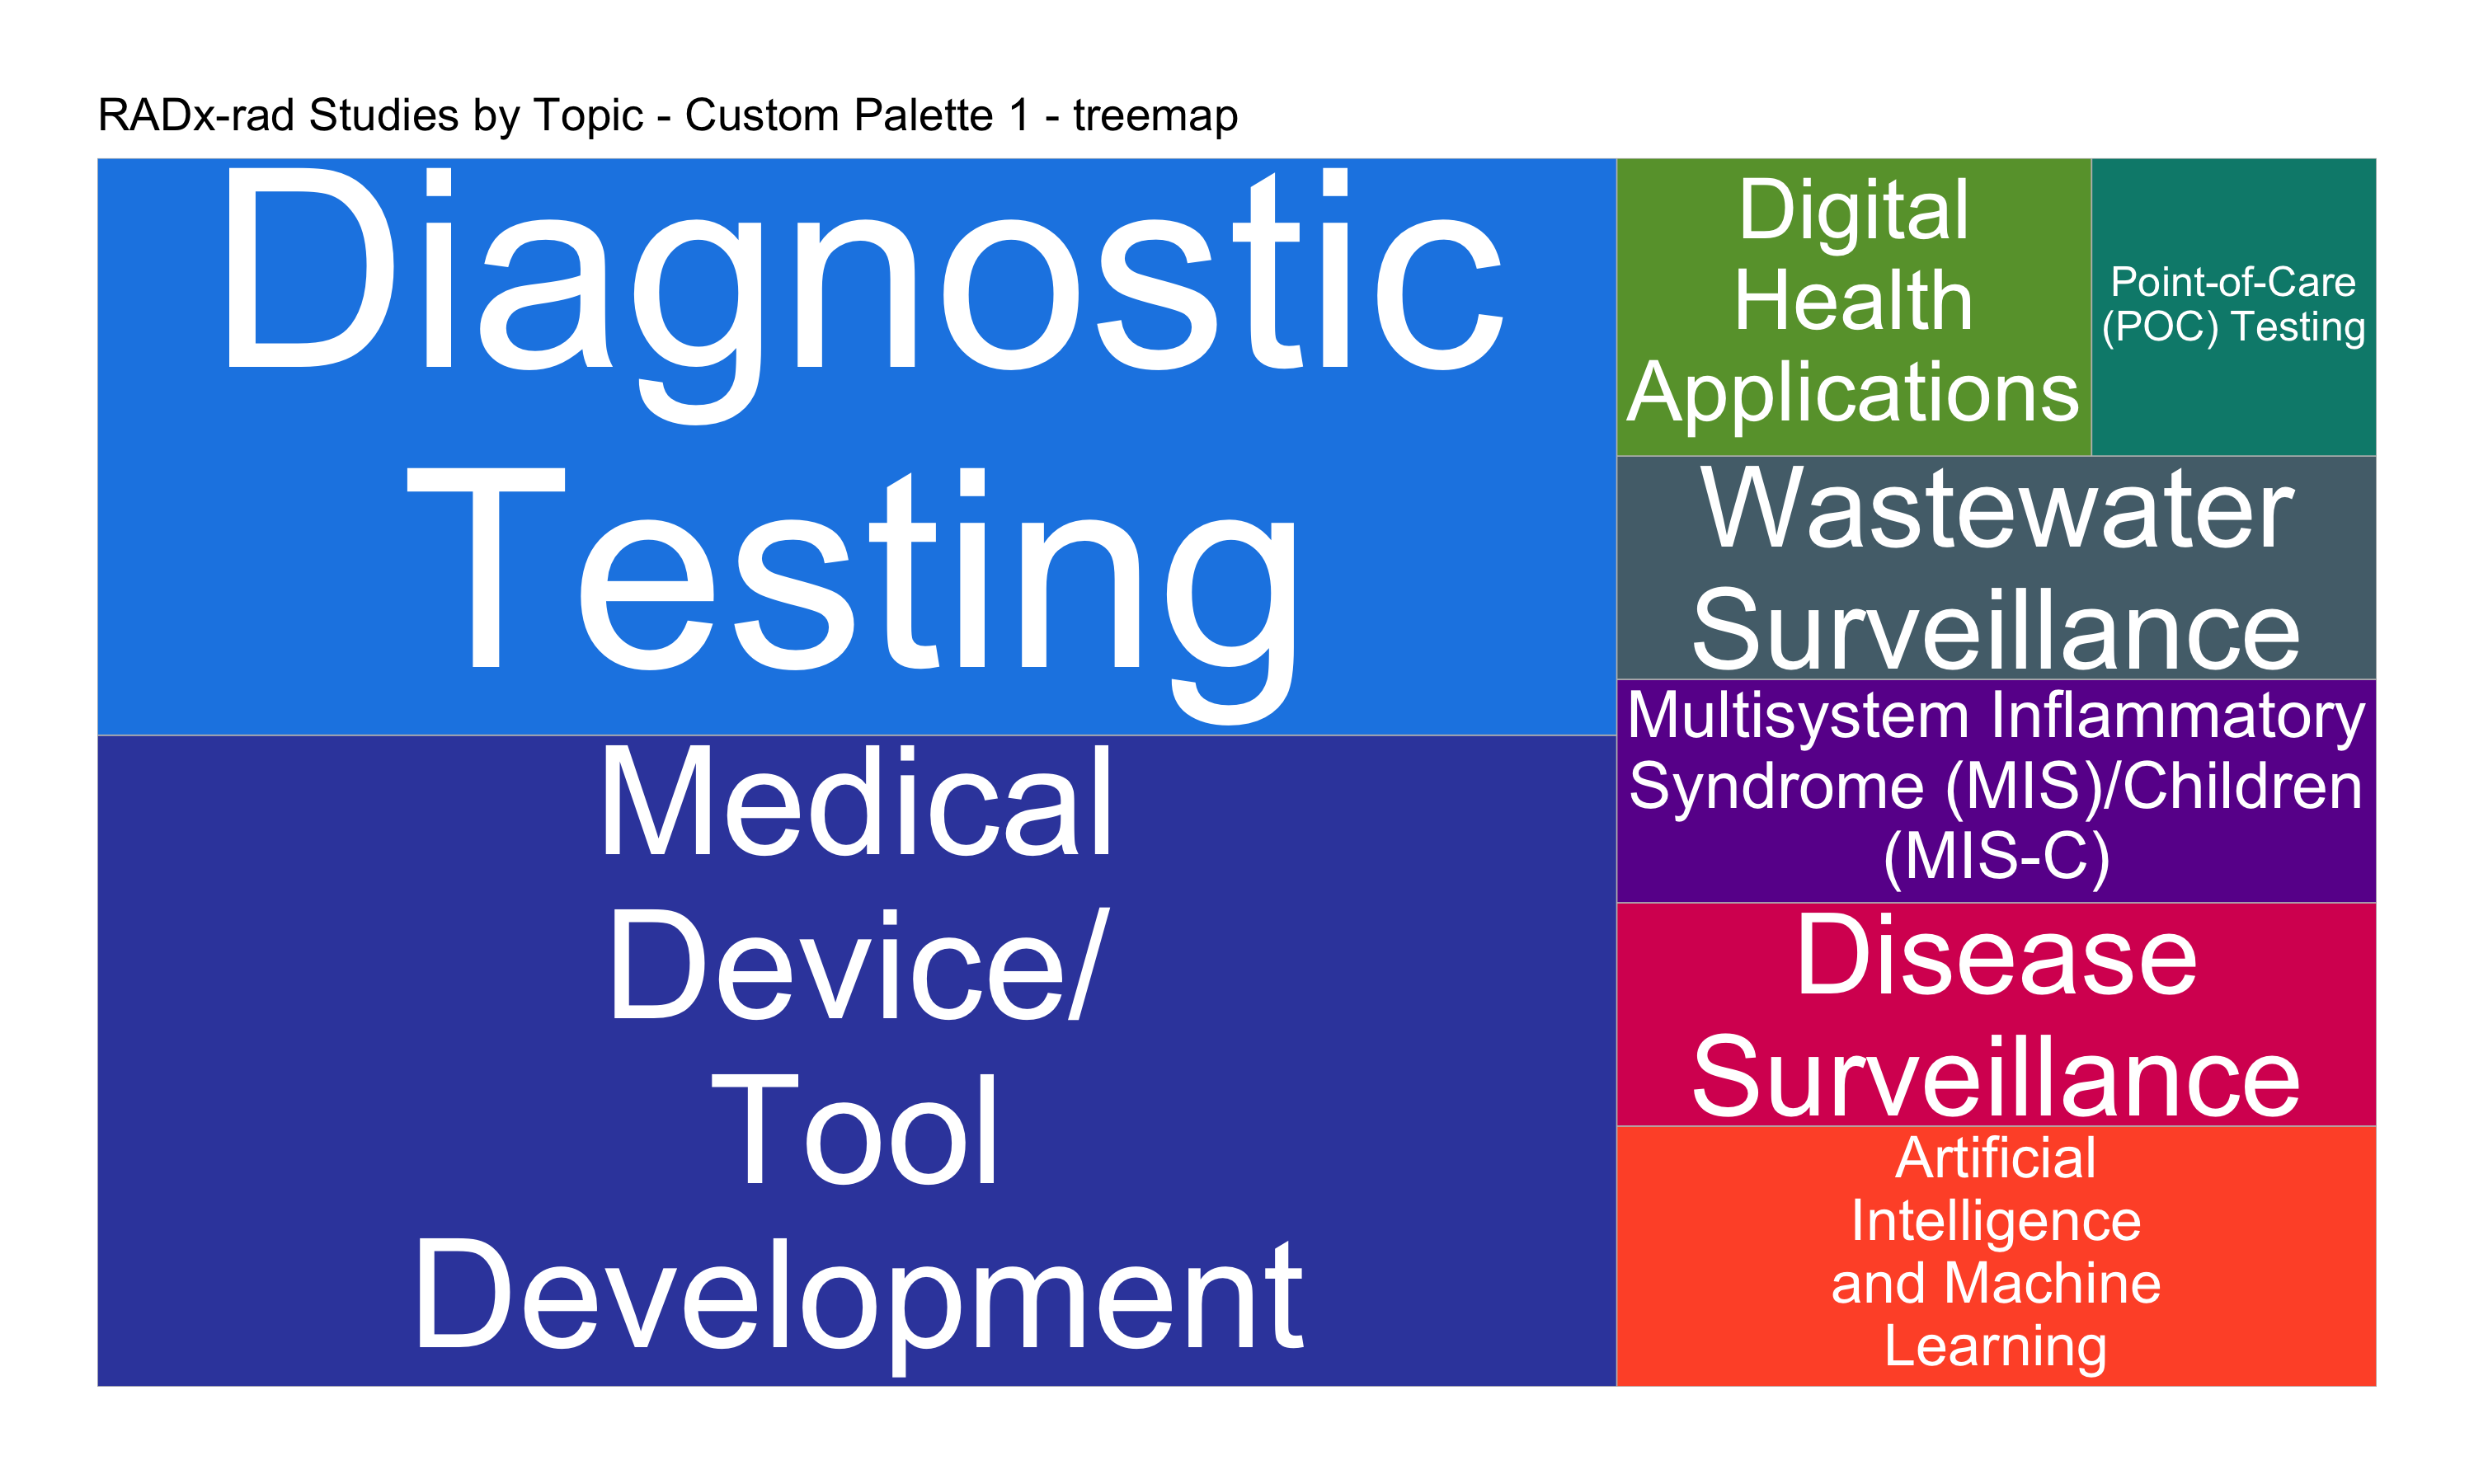 RADx-rad Studies by Topic - Custom Palette 1 - treemap
Diagnostic
Testing
Medical
Device/
Tool
Development
Digital
Health
Applications
Point-of-Care
(POC) Testing
Wastewater
Surveillance
Multisystem Inflammatory
Syndrome (MIS)/Children
(MIS-C)
Disease
Surveillance
Artificial
Intelligence
and Machine
Learning